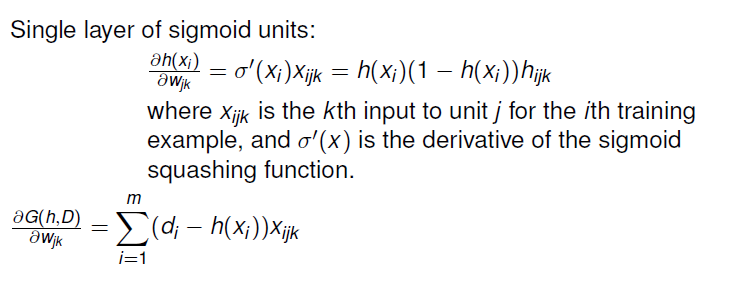 Single layer of sigmoid units:
∂h(xᵢ)/∂wⱼₖ = σ′(xᵢ)xᵢⱼₖ = h(xᵢ)(1 − h(xᵢ))hᵢⱼₖ
where xᵢⱼₖ is the kth input to unit j for the ith training
example, and σ′(x) is the derivative of the sigmoid
squashing function.
∂G(h,D)/∂wⱼₖ = ∑ᵢ₌₁ᵐ (dᵢ − h(xᵢ))xᵢⱼₖ